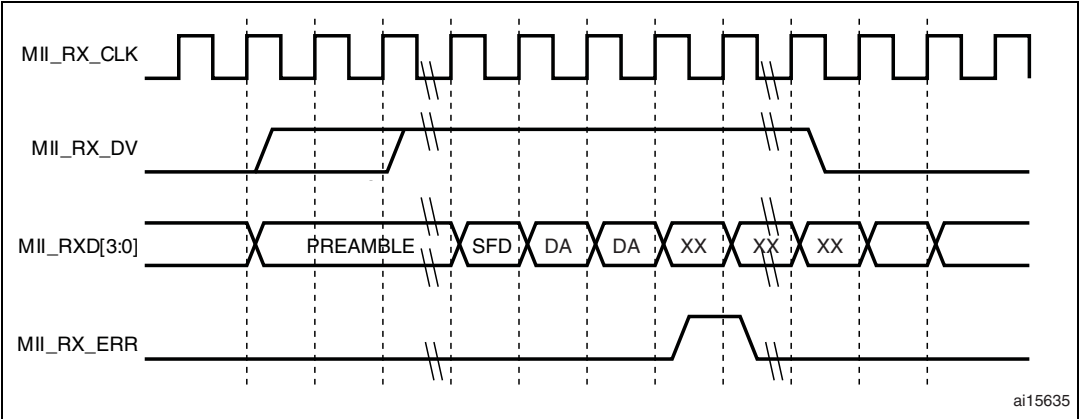 MII_RX_CLK
MII_RX_DV
MII_RXD[3:0]
PREAMBLE SFD DA DA XX XX XX
MII_RX_ERR
ai15635